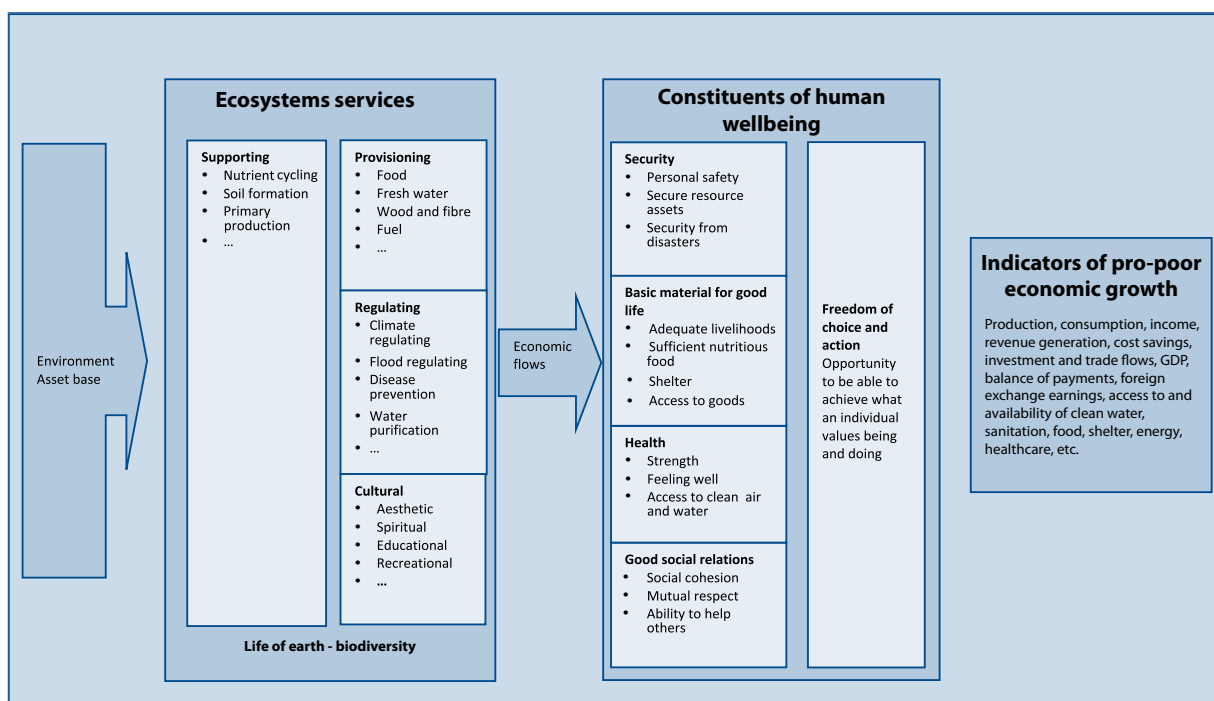 Environment
Asset base
Ecosystems services
Supporting
• Nutrient cycling
• Soil formation
• Primary
production
• ...
Provisioning
• Food
• Fresh water
• Wood and fibre
• Fuel
• ...
Regulating
• Climate
regulating
• Flood regulating
• Disease
prevention
• Water
purification
• ...
Cultural
• Aesthetic
• Spiritual
• Educational
• Recreational
• ...
Life of earth - biodiversity
Economic
flows
Constituents of human
wellbeing
Security
• Personal safety
• Secure resource
assets
• Security from
disasters
Basic material for good
life
• Adequate livelihoods
• Sufficient nutritious
food
• Shelter
• Access to goods
Health
• Strength
• Feeling well
• Access to clean air
and water
Good social relations
• Social cohesion
• Mutual respect
• Ability to help
others
Freedom of
choice and
action
Opportunity
to be able to
achieve what
an individual
values being
and doing
Indicators of pro-poor
economic growth
Production, consumption, income,
revenue generation, cost savings,
investment and trade flows, GDP,
balance of payments, foreign
exchange earnings, access to and
availability of clean water,
sanitation, food, shelter, energy,
healthcare, etc.